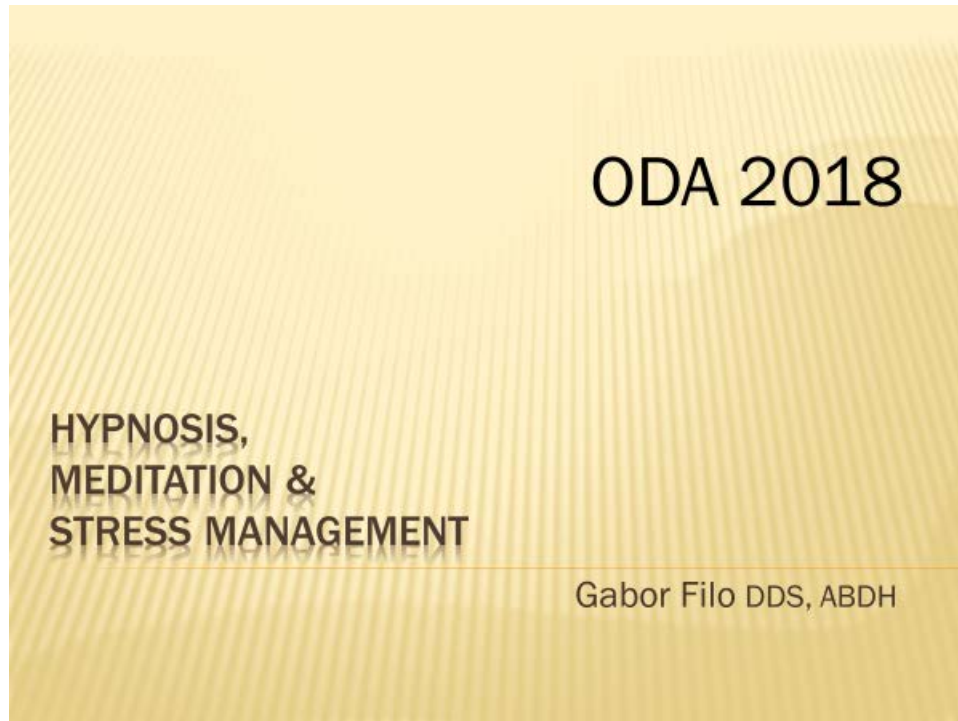 ODA 2018
HYPNOSIS,
MEDITATION &
STRESS MANAGEMENT
Gabor Filo DDS, ABDH